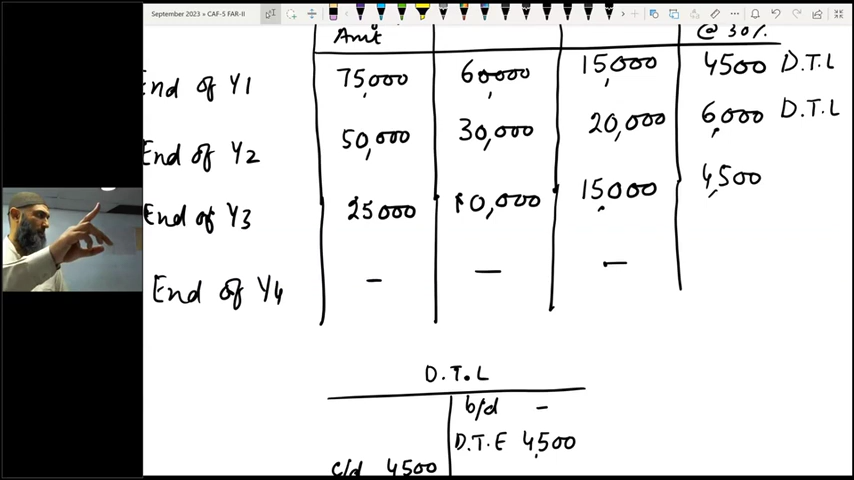 September 2023 • CAF-5 FAR-II
Amt @ 30%
End of Y1 75,000 60,000 15,000 4500 D.T.L
End of Y2 50,000 30,000 20,000 6,000 D.T.L
End of Y3 25000 10,000 15,000 4,500
End of Y4 - - -
D.T.L
b/d -
D.T.E 4,500
c/d 4500